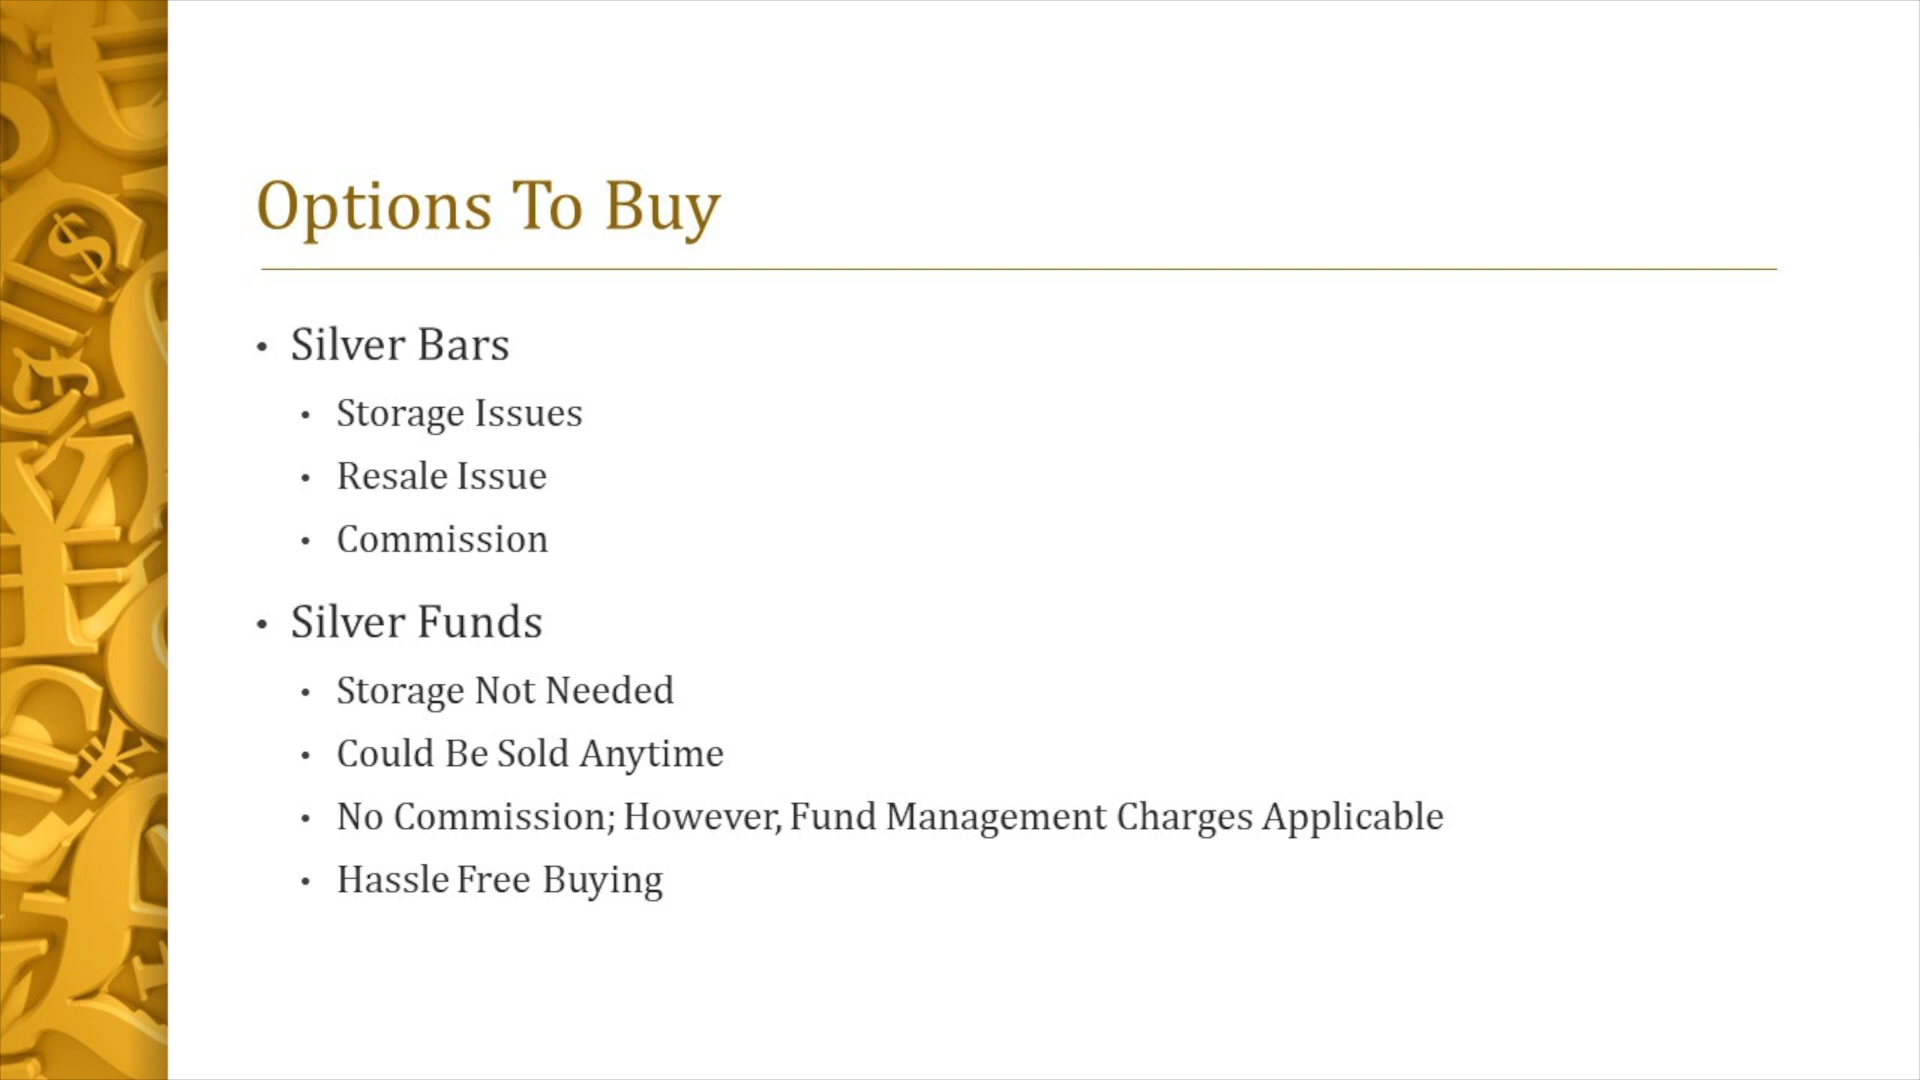 Options To Buy
• Silver Bars
• Storage Issues
• Resale Issue
• Commission
• Silver Funds
• Storage Not Needed
• Could Be Sold Anytime
• No Commission; However, Fund Management Charges Applicable
• Hassle Free Buying